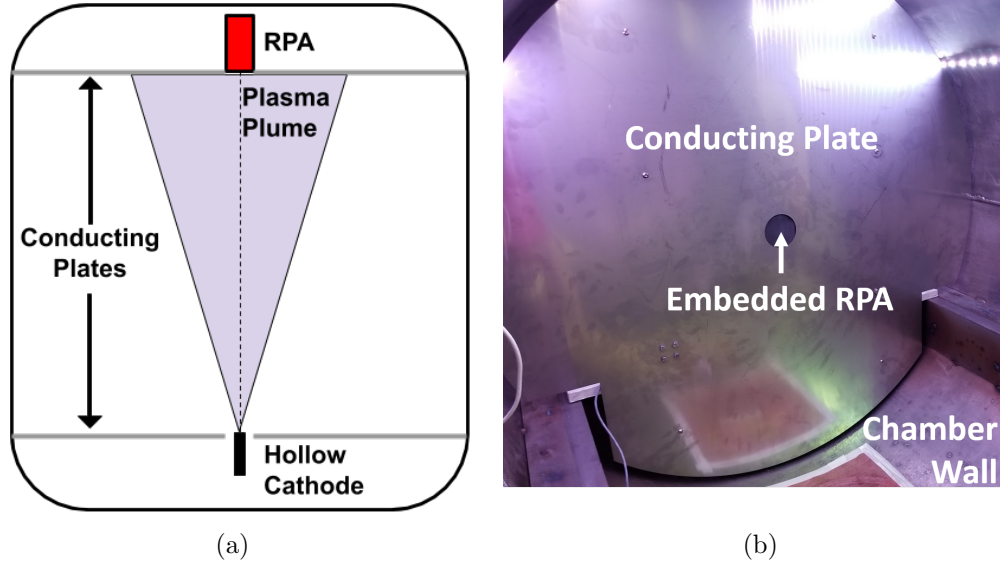 RPA
Plasma
Plume
Conducting
Plates
Hollow
Cathode
(a)
Conducting Plate
Embedded RPA
Chamber
Wall
(b)